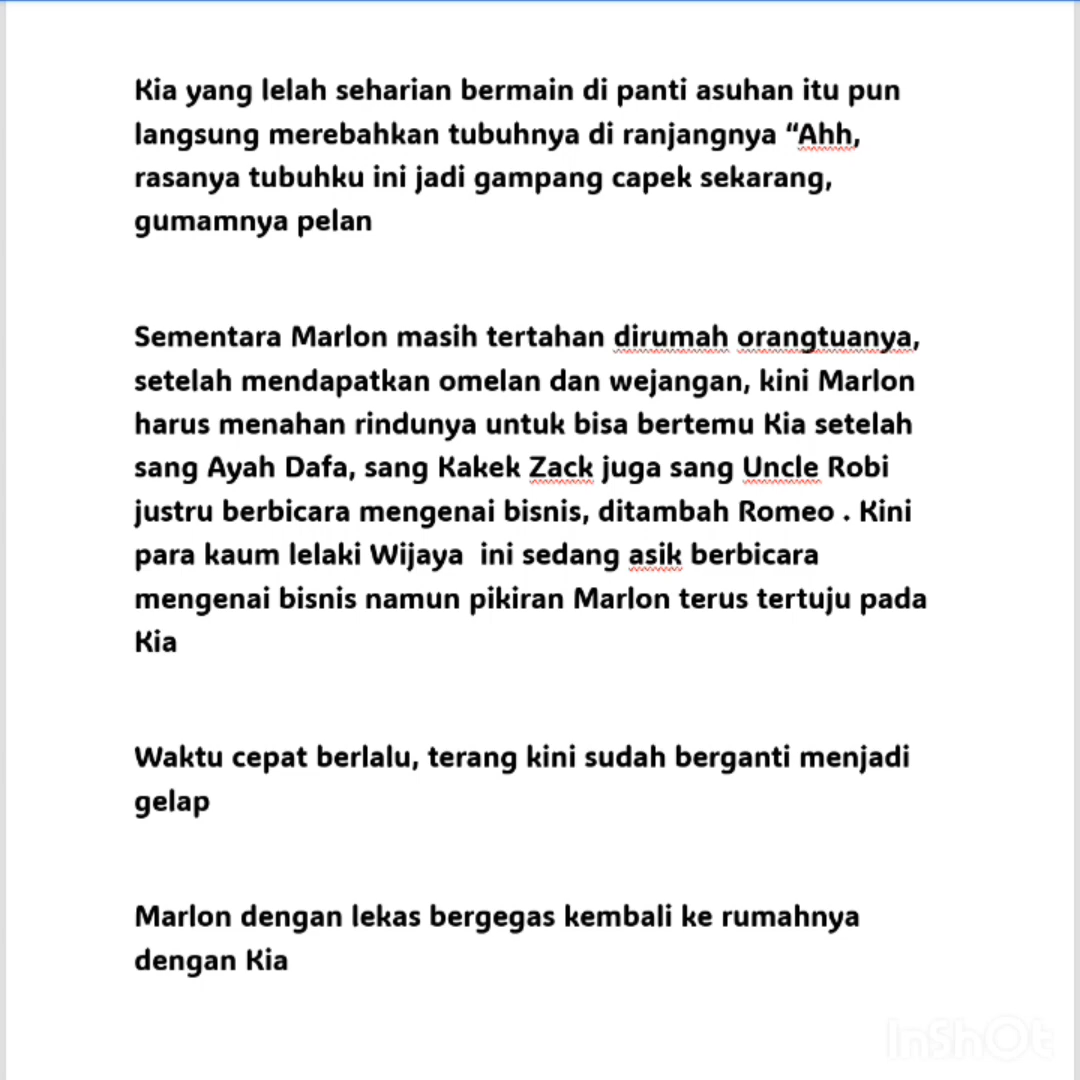 Kia yang lelah seharian bermain di panti asuhan itu pun
langsung merebahkan tubuhnya di ranjangnya “Ahh,
rasanya tubuhku ini jadi gampang capek sekarang,
gumamnya pelan
Sementara Marlon masih tertahan dirumah orangtuanya,
setelah mendapatkan omelan dan wejangan, kini Marlon
harus menahan rindunya untuk bisa bertemu Kia setelah
sang Ayah Dafa, sang Kakek Zack juga sang Uncle Robi
justru berbicara mengenai bisnis, ditambah Romeo . Kini
para kaum lelaki Wijaya  ini sedang asik berbicara
mengenai bisnis namun pikiran Marlon terus tertuju pada
Kia
Waktu cepat berlalu, terang kini sudah berganti menjadi
gelap
Marlon dengan lekas bergegas kembali ke rumahnya
dengan Kia
InShOt